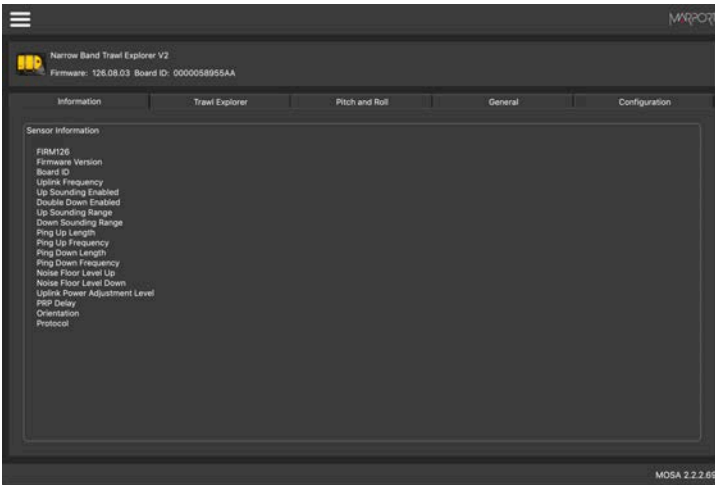 MARPORT
Narrow Band Trawl Explorer V2
Firmware: 126.08.03 Board ID: 0000058955AA
Information Trawl Explorer Pitch and Roll General Configuration
Sensor Information
FIRM126
Firmware Version
Board ID
Uplink Frequency
Up Sounding Enabled
Double Down Enabled
Up Sounding Range
Down Sounding Range
Ping Up Length
Ping Up Frequency
Ping Down Length
Ping Down Frequency
Noise Floor Level Up
Noise Floor Level Down
Uplink Power Adjustment Level
PRP Delay
Orientation
Protocol
MOSA 2.2.2.69